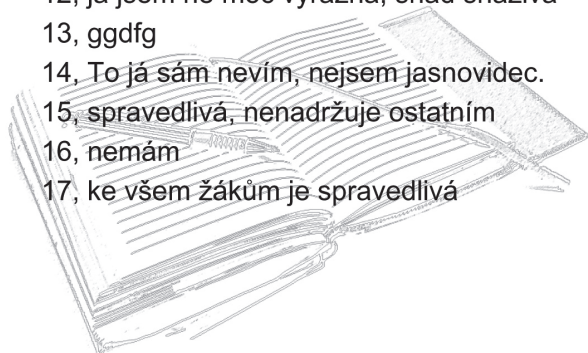 13, ggdfg
14, To já sám nevím, nejsem jasnovidec.
15, spravedlivá, nenadržuje ostatním
16, nemám
17, ke všem žákům je spravedlivá